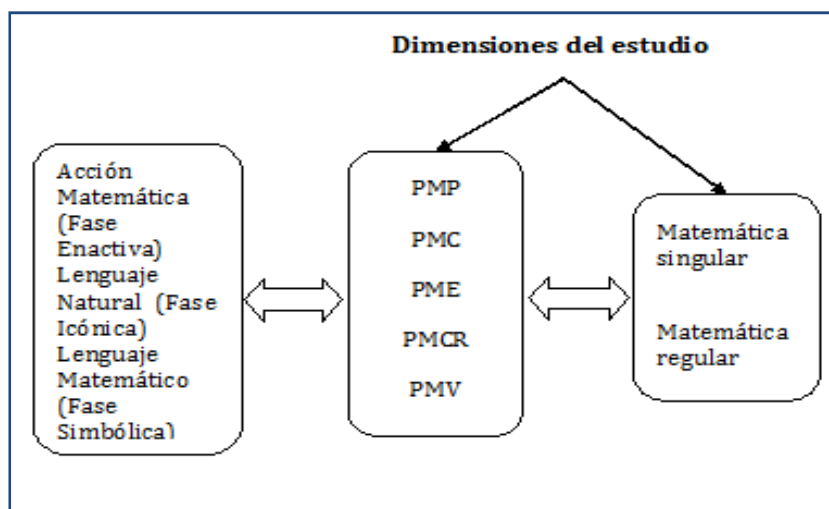 Dimensiones del estudio
Acción
Matemática
(Fase
Enactiva)
Lenguaje
Natural (Fase
Icónica)
Lenguaje
Matemático
(Fase
Simbólica)
PMP
PMC
PME
PMCR
PMV
Matemática
singular
Matemática
regular